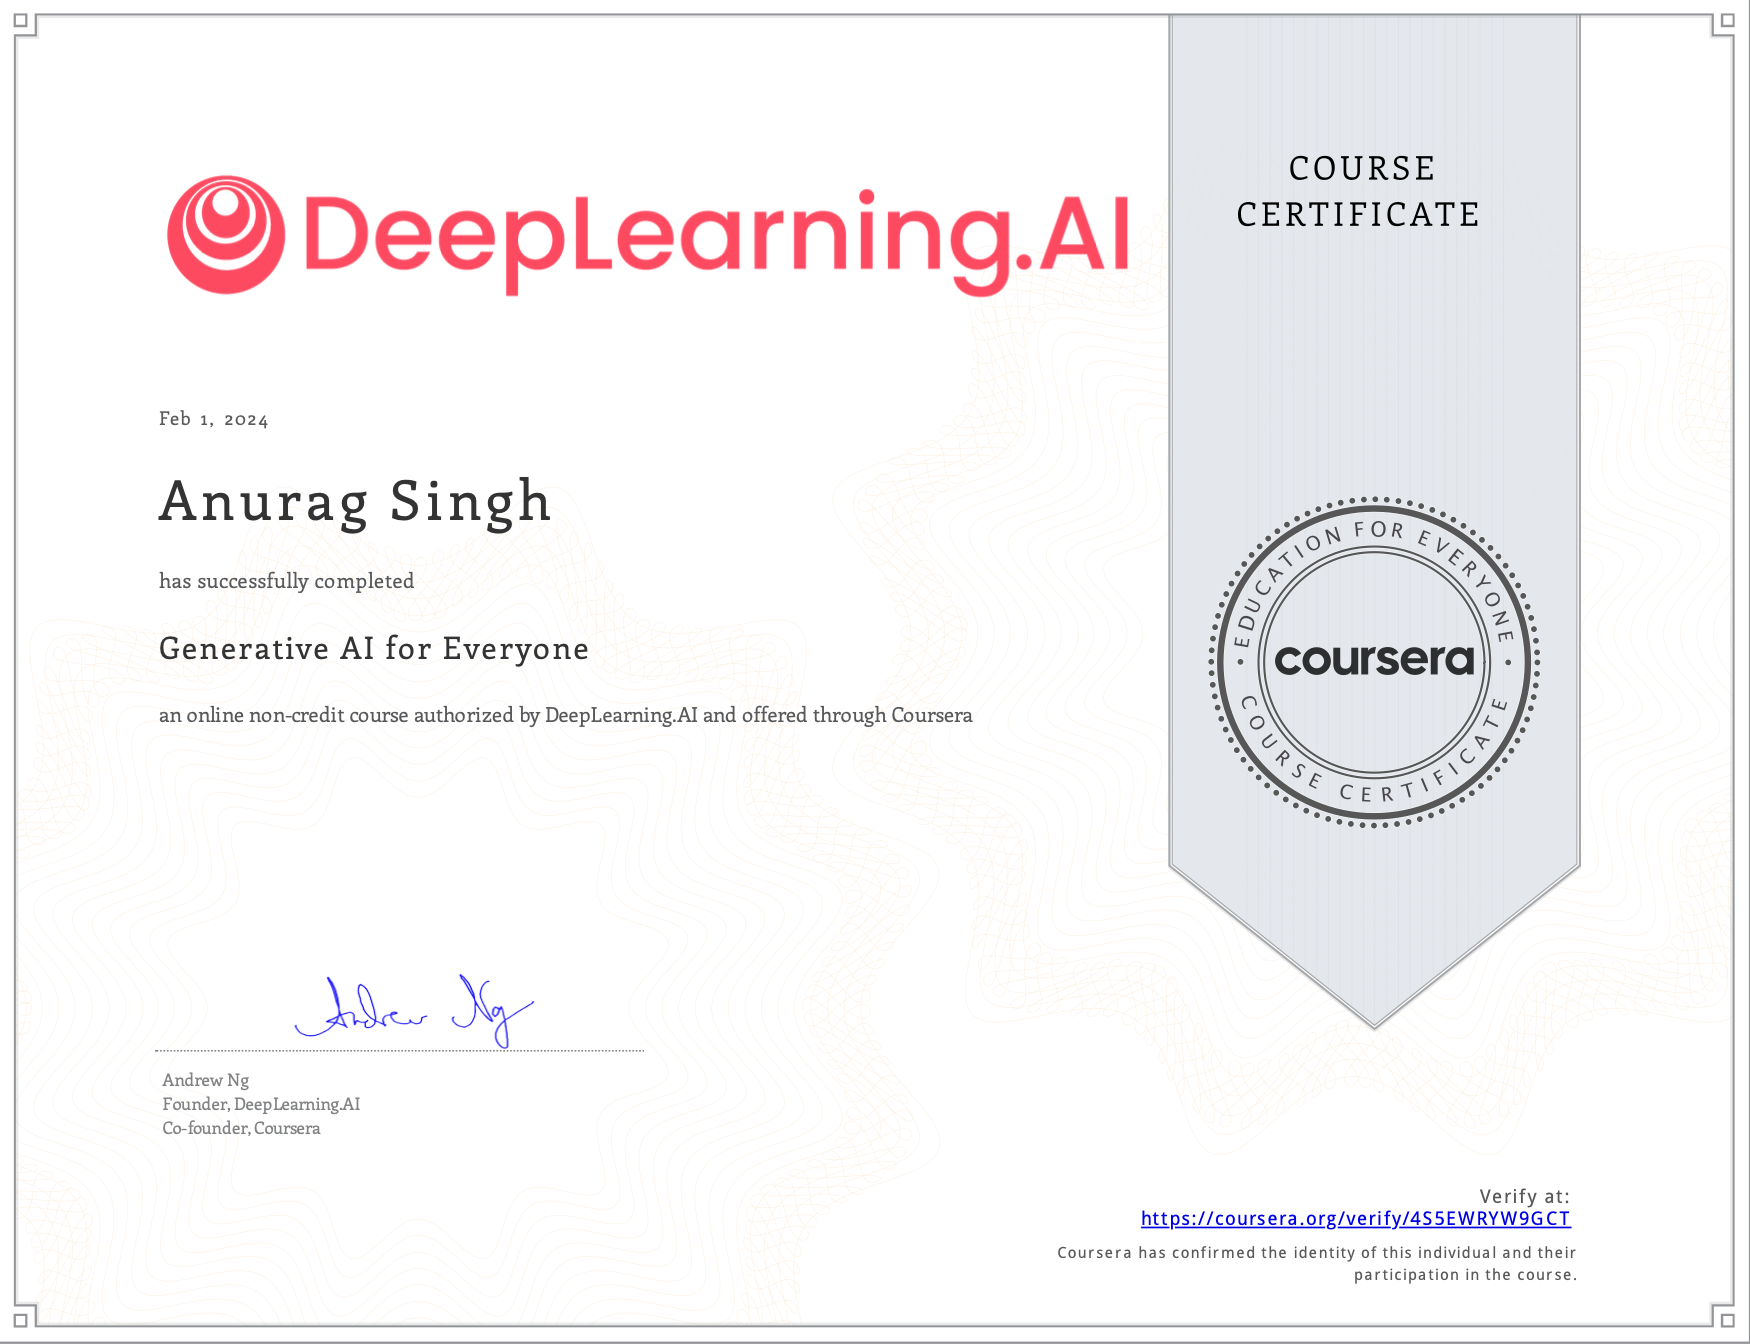 DeepLearning.AI
COURSE
CERTIFICATE
Feb 1, 2024
Anurag Singh
has successfully completed
Generative AI for Everyone
an online non-credit course authorized by DeepLearning.AI and offered through Coursera
EDUCATION FOR EVERYONE
coursera
COURSE CERTIFICATE
Andrew Ng
Andrew Ng
Founder, DeepLearning.AI
Co-founder, Coursera
Verify at:
https://coursera.org/verify/4S5EWRYW9GCT
Coursera has confirmed the identity of this individual and their
participation in the course.